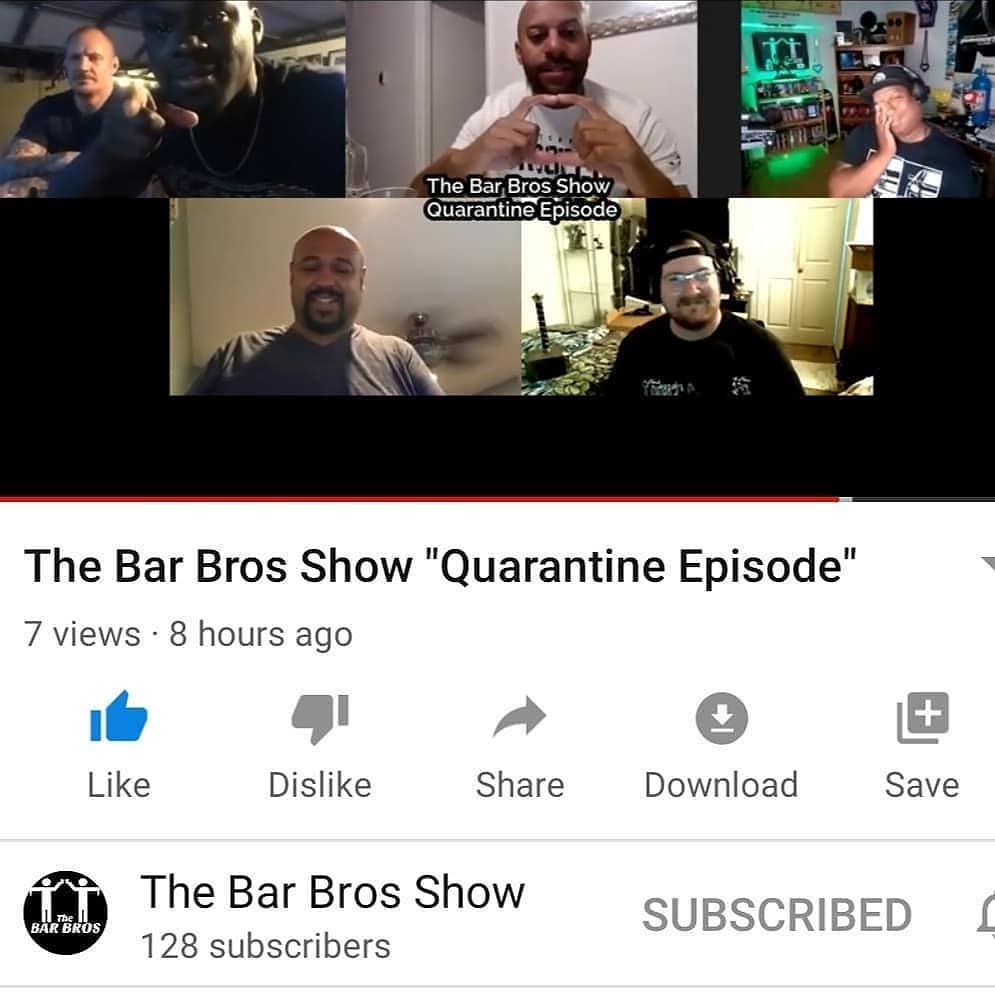 The Bar Bros Show
Quarantine Episode
The Bar Bros Show "Quarantine Episode"
7 views · 8 hours ago
Like
Dislike
Share
Download
Save
The
BAR BROS
The Bar Bros Show
128 subscribers
SUBSCRIBED